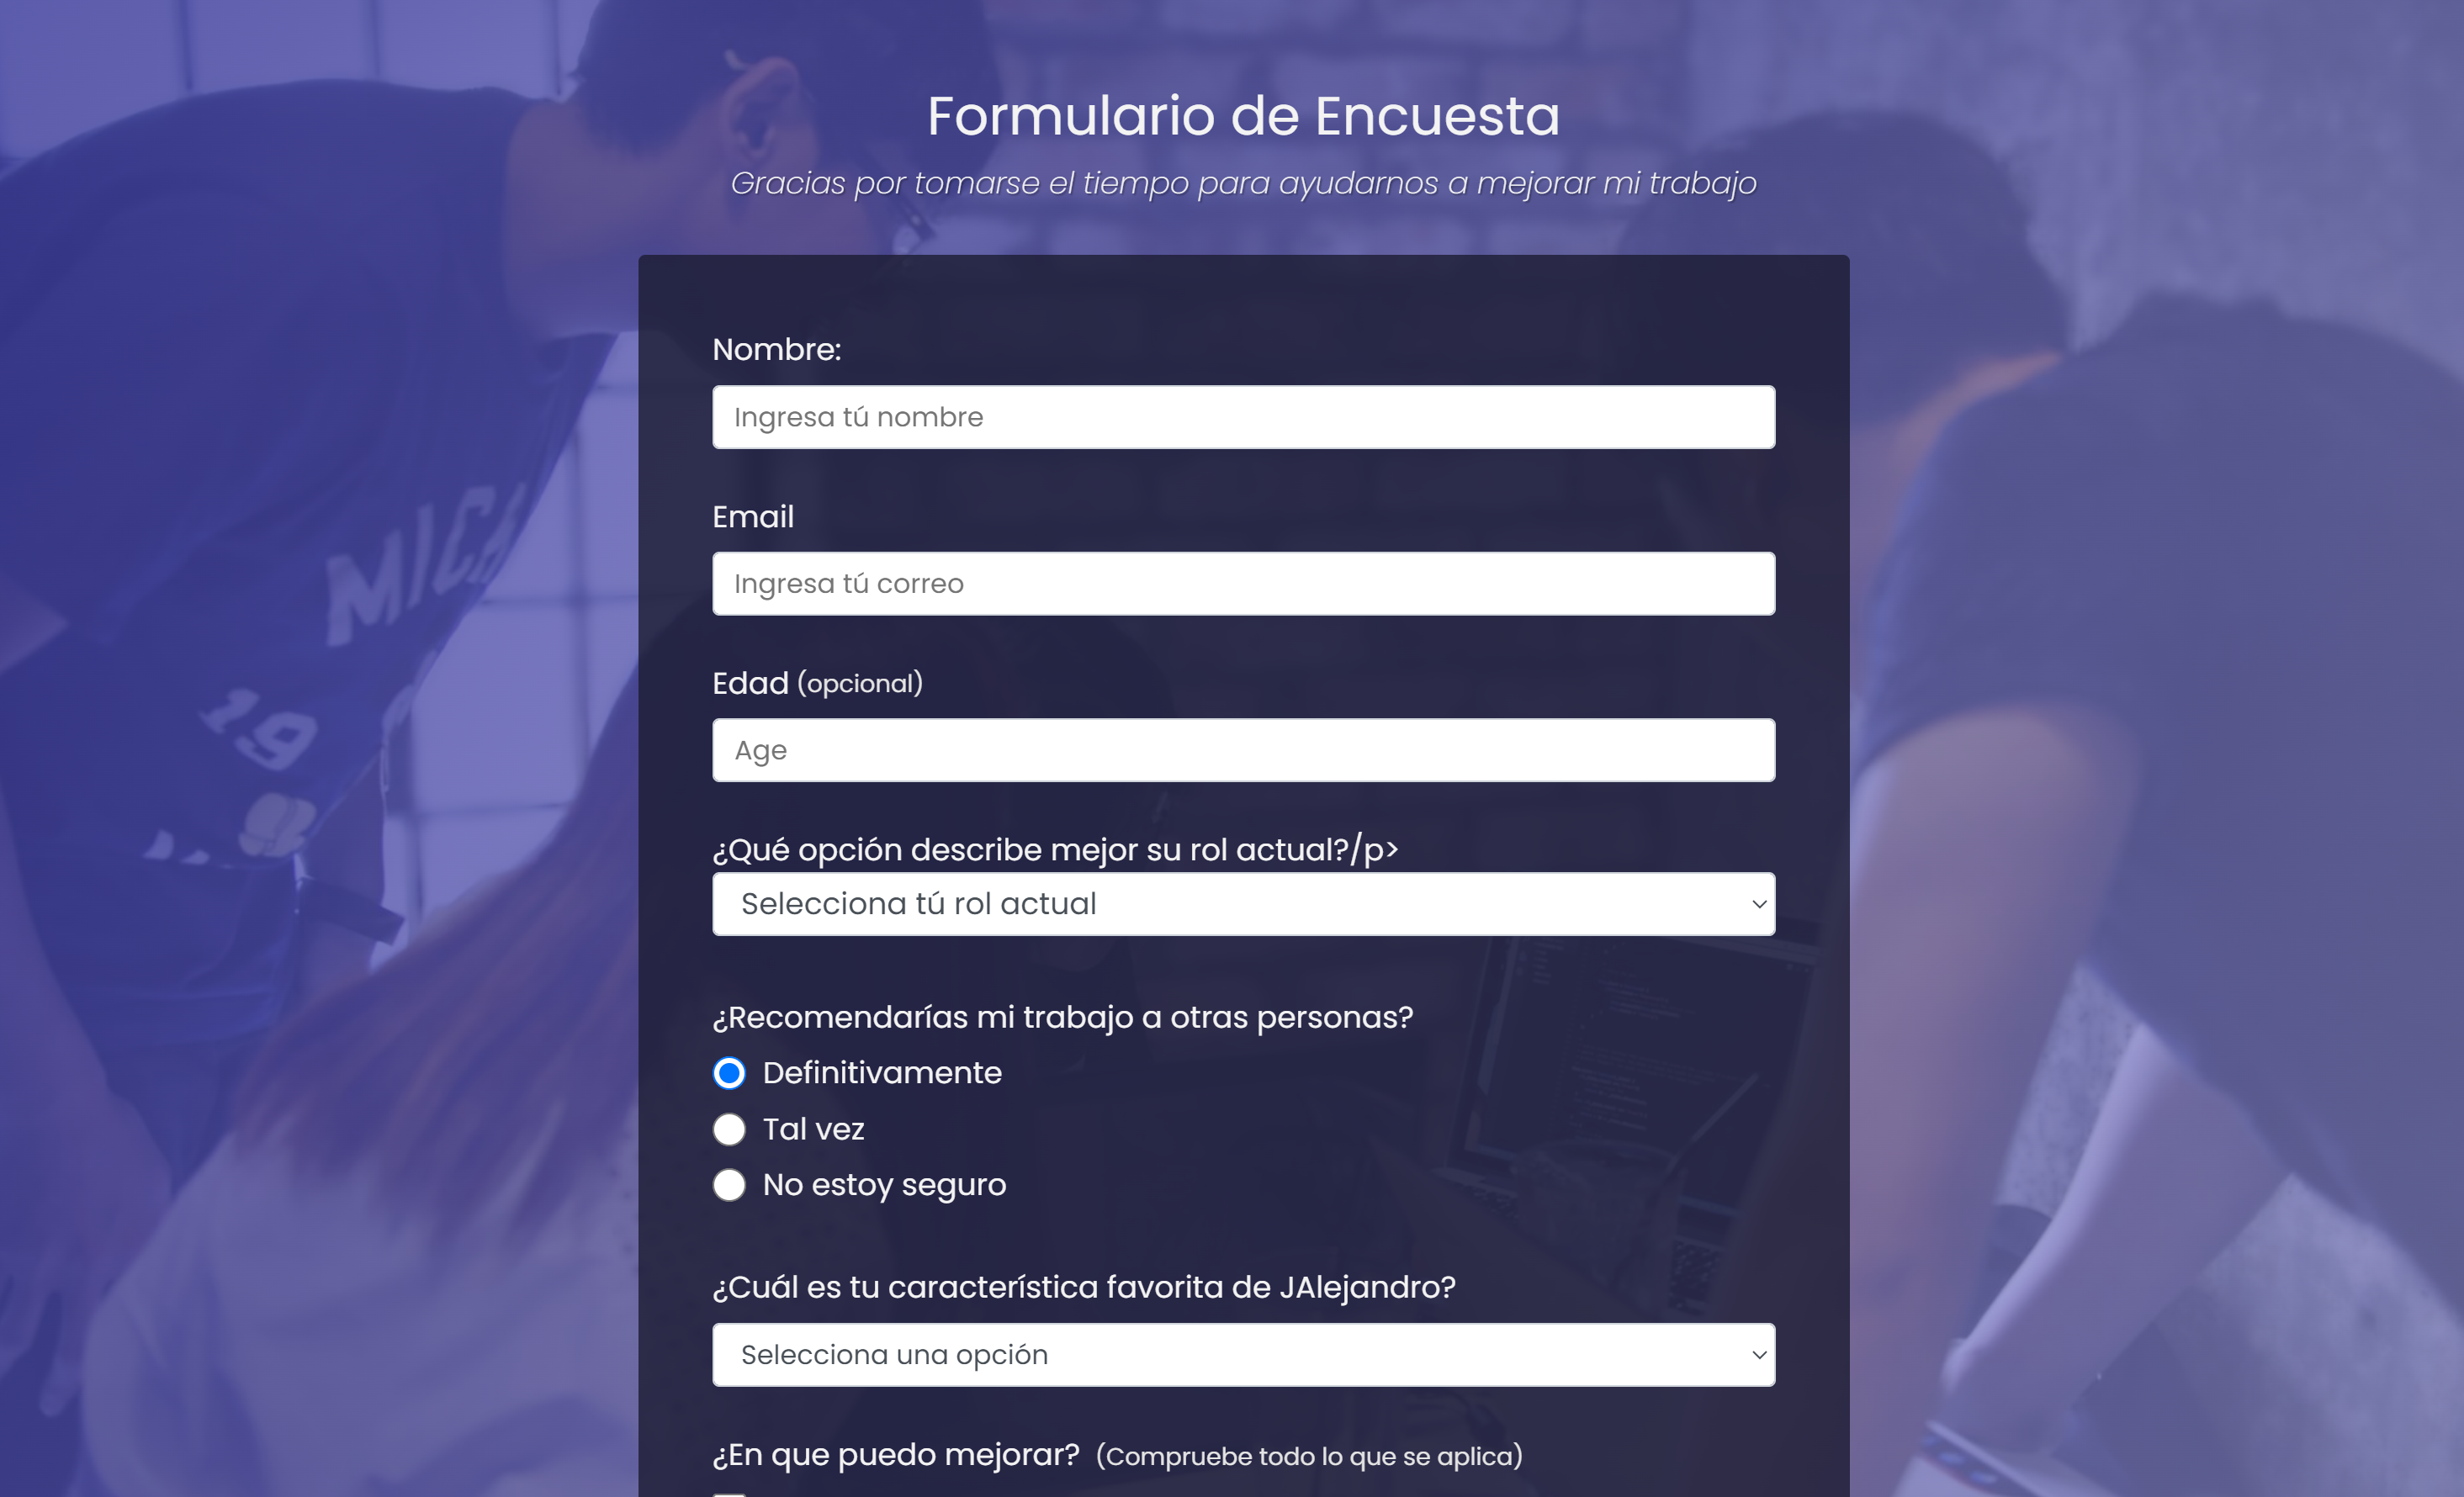 Formulario de Encuesta
Gracias por tomarse el tiempo para ayudarnos a mejorar mi trabajo
Nombre:
Ingresa tú nombre
Email
Ingresa tú correo
Edad (opcional)
Age
¿Qué opción describe mejor su rol actual?/p>
Selecciona tú rol actual
¿Recomendarías mi trabajo a otras personas?
Definitivamente
Tal vez
No estoy seguro
¿Cuál es tu característica favorita de JAlejandro?
Selecciona una opción
¿En que puedo mejorar? (Compruebe todo lo que se aplica)
19